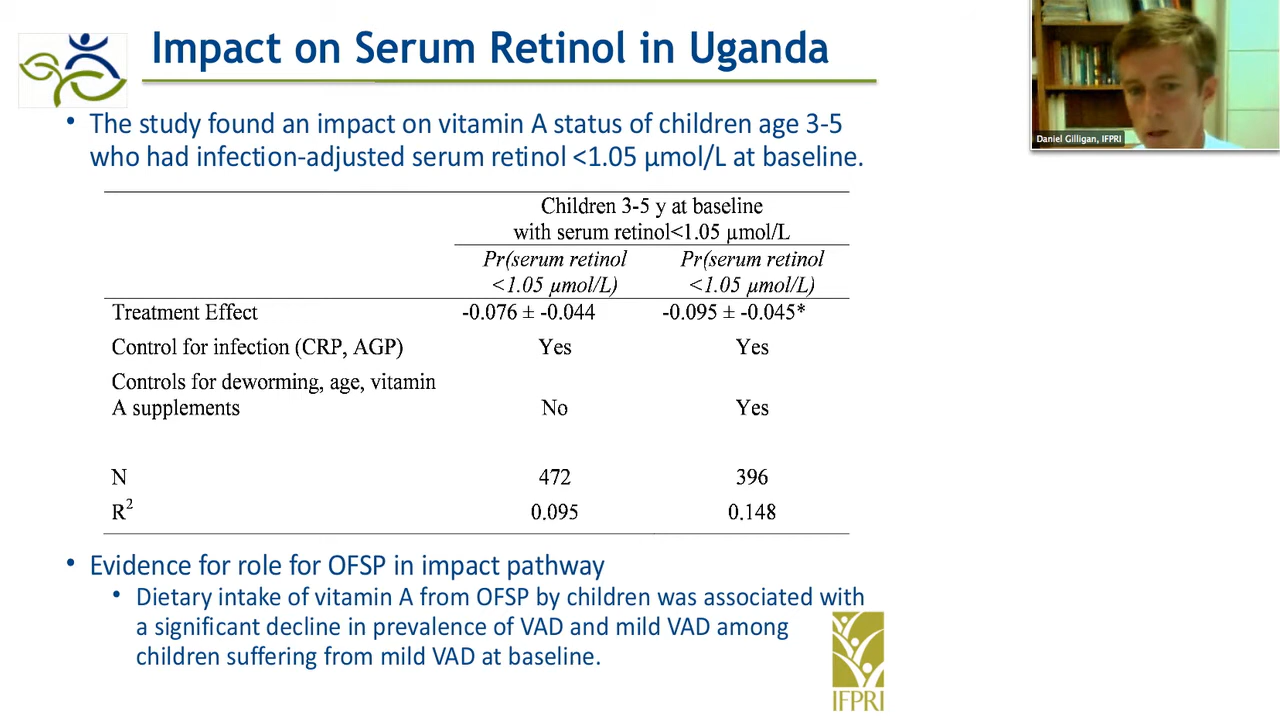 Impact on Serum Retinol in Uganda
• The study found an impact on vitamin A status of children age 3-5
who had infection-adjusted serum retinol <1.05 µmol/L at baseline.
Children 3-5 y at baseline
with serum retinol<1.05 µmol/L
Pr(serum retinol <1.05 µmol/L) Pr(serum retinol <1.05 µmol/L)
Treatment Effect -0.076 ± -0.044 -0.095 ± -0.045*
Control for infection (CRP, AGP) Yes Yes
Controls for deworming, age, vitamin
A supplements No Yes
N 472 396
R² 0.095 0.148
• Evidence for role for OFSP in impact pathway
• Dietary intake of vitamin A from OFSP by children was associated with
a significant decline in prevalence of VAD and mild VAD among
children suffering from mild VAD at baseline.
IFPRI
Daniel Gilligan, IFPRI